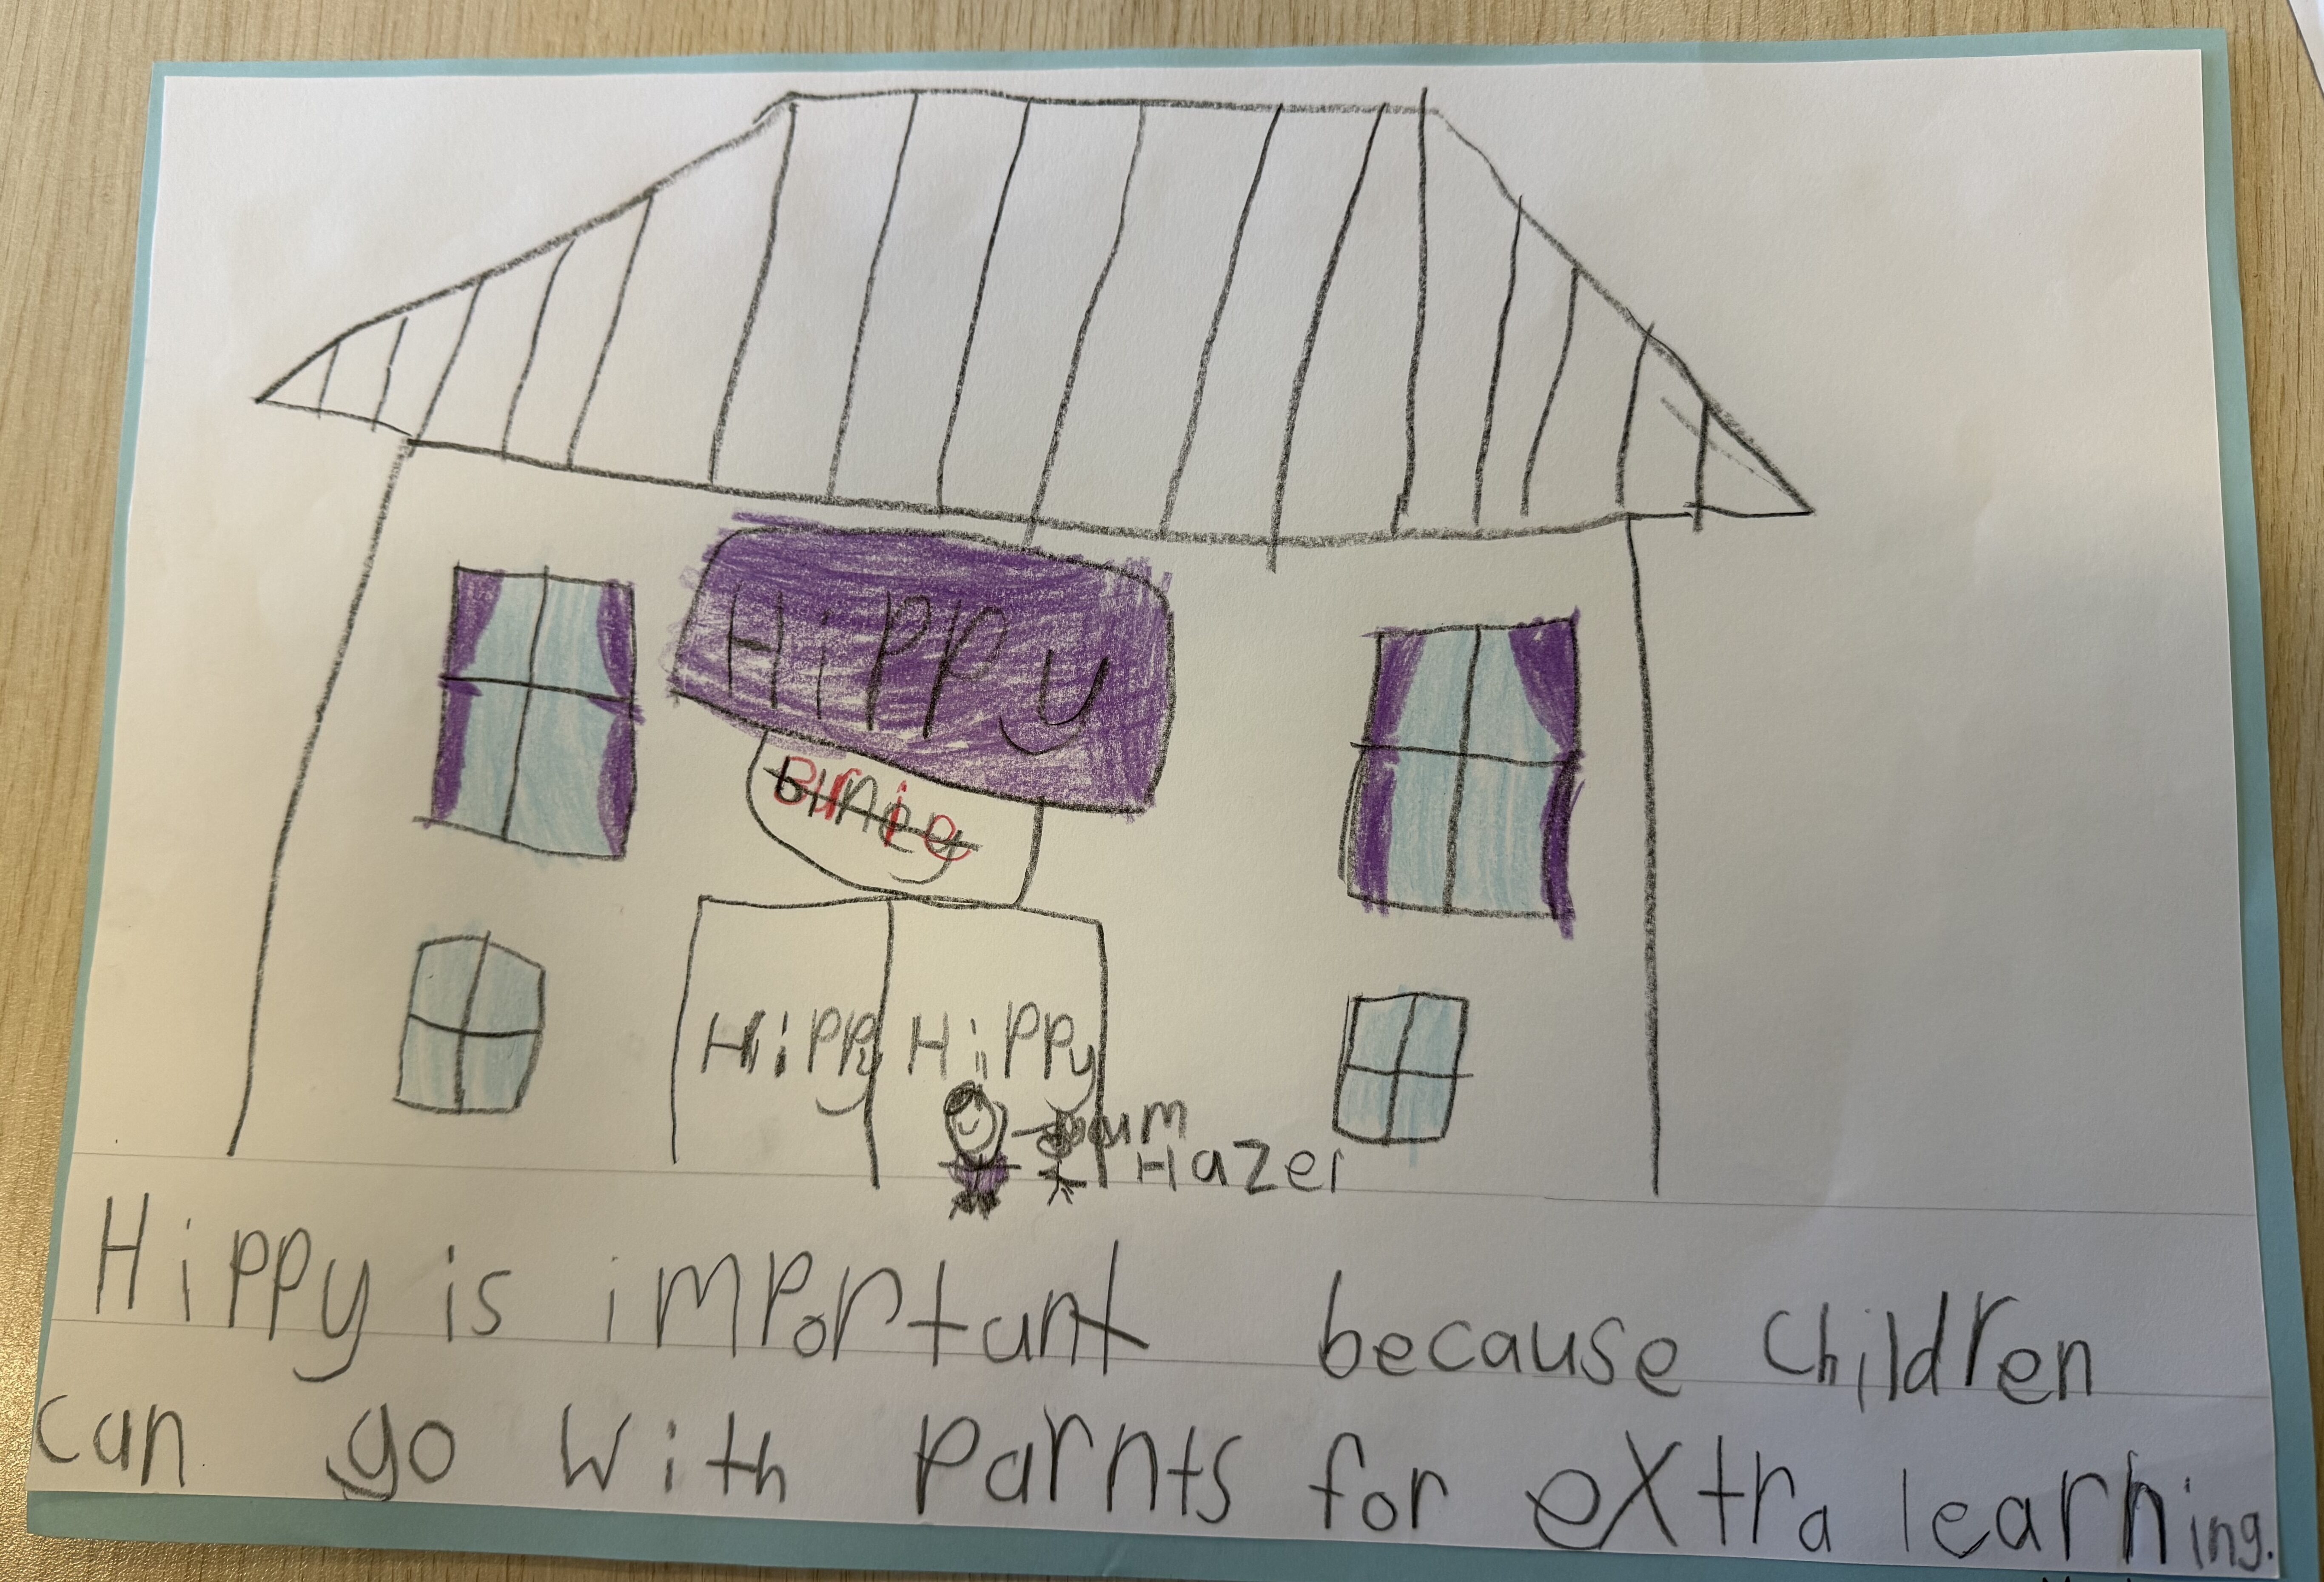 Hippy
Hippy Hippy
mum
Hazel
Hippy is important because children
can go with parnts for extra learning.